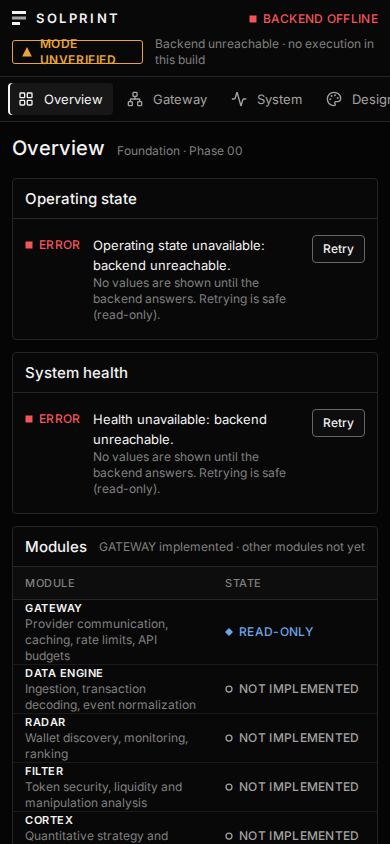 SOLPRINT
BACKEND OFFLINE
MODE
UNVERIFIED
Backend unreachable · no execution in
this build
Overview
Gateway
System
Design
Overview
Foundation · Phase 00
Operating state
ERROR
Operating state unavailable:
backend unreachable.
No values are shown until the
backend answers. Retrying is safe
(read-only).
Retry
System health
ERROR
Health unavailable: backend
unreachable.
No values are shown until the
backend answers. Retrying is safe
(read-only).
Retry
Modules
GATEWAY implemented · other modules not yet
MODULE
STATE
GATEWAY
Provider communication,
caching, rate limits, API
budgets
READ-ONLY
DATA ENGINE
Ingestion, transaction
decoding, event normalization
NOT IMPLEMENTED
RADAR
Wallet discovery, monitoring,
ranking
NOT IMPLEMENTED
FILTER
Token security, liquidity and
manipulation analysis
NOT IMPLEMENTED
CORTEX
Quantitative strategy and
NOT IMPLEMENTED